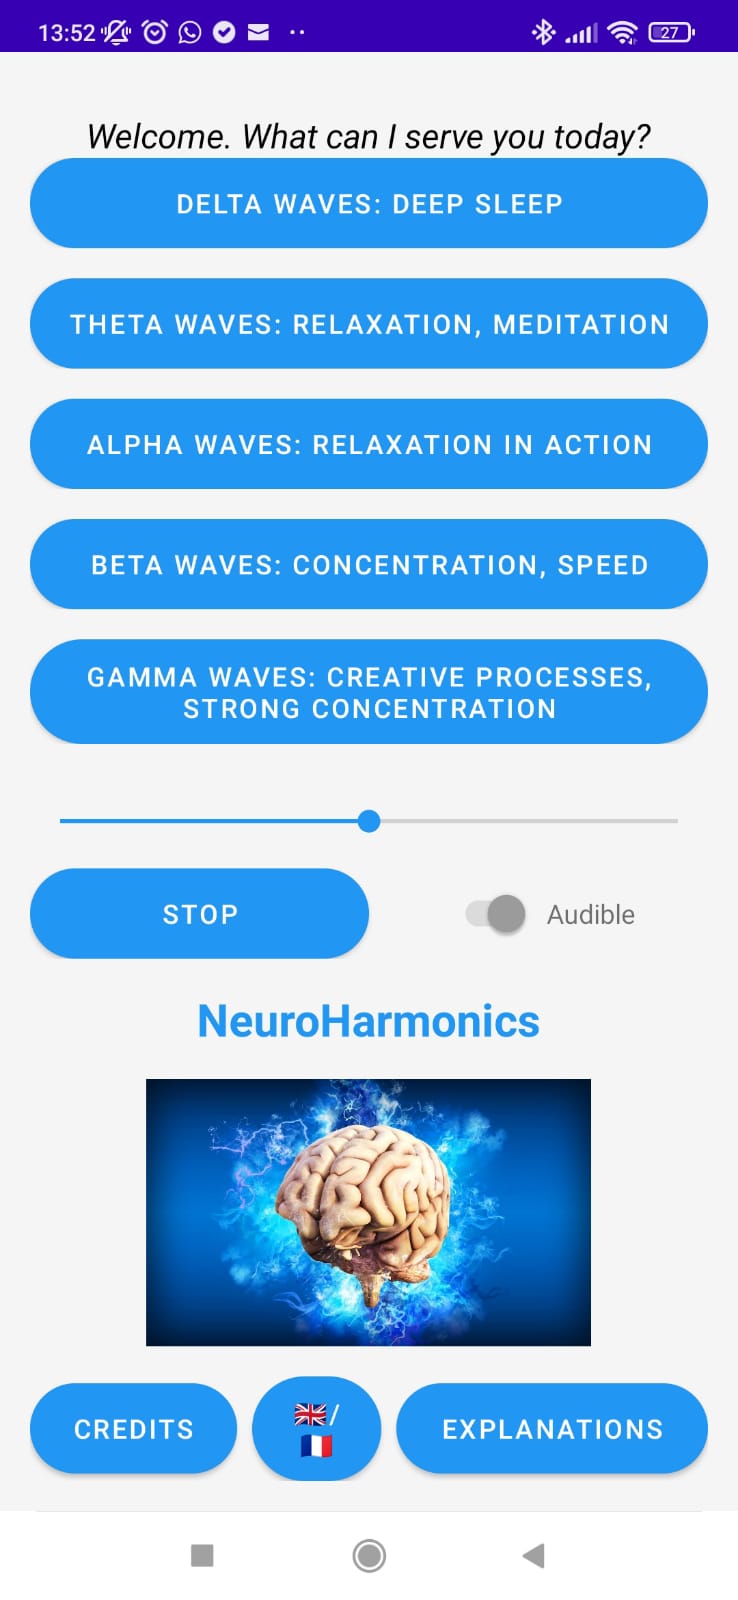 13:52
27
Welcome. What can I serve you today?
DELTA WAVES: DEEP SLEEP
THETA WAVES: RELAXATION, MEDITATION
ALPHA WAVES: RELAXATION IN ACTION
BETA WAVES: CONCENTRATION, SPEED
GAMMA WAVES: CREATIVE PROCESSES,
STRONG CONCENTRATION
STOP
Audible
NeuroHarmonics
CREDITS
🇬🇧/
🇫🇷
EXPLANATIONS